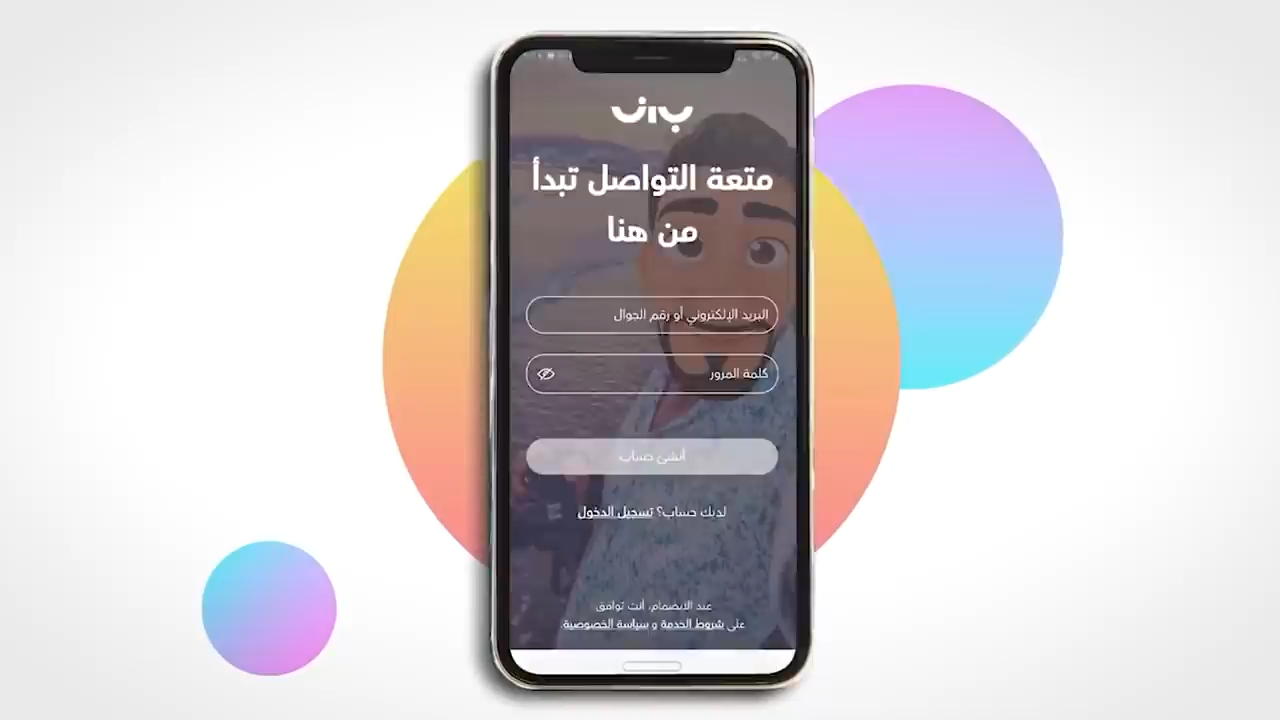 متعة التواصل تبدأ
من هنا
البريد الإلكتروني أو رقم الجوال
كلمة المرور
أنشئ حساب
لديك حساب؟ تسجيل الدخول
عند الانضمام، أنت توافق
على شروط الخدمة و سياسة الخصوصية.